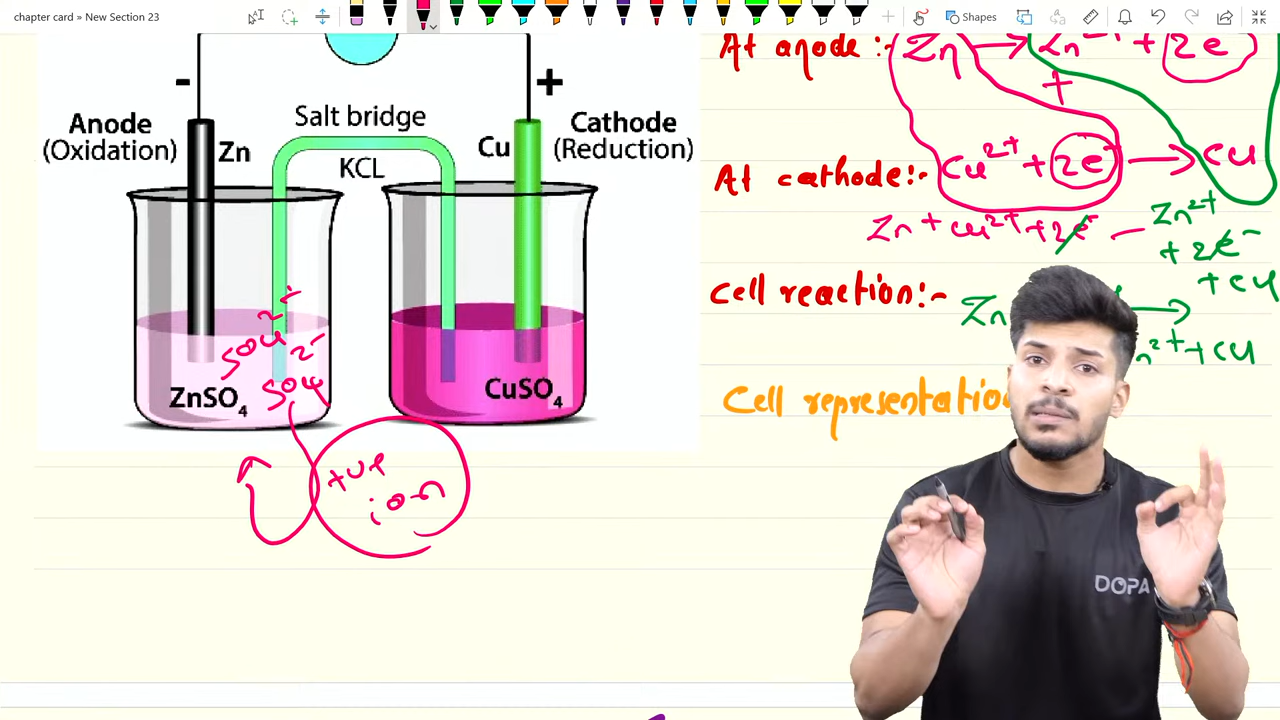 chapter card » New Section 23
Shapes
-
+
Anode
(Oxidation)
Zn
Salt bridge
KCL
Cu
Cathode
(Reduction)
ZnSO4
CuSO4
SO4 2-
+ve
ion
At anode :- Zn → Zn2+ + 2e
+
At cathode:- Cu2+ + 2e- → Cu
Zn + Cu2+ + 2e- — Zn2+
+ 2e-
+ Cu
Cell reaction:- Zn →
n2+ + Cu
Cell representation
DOPA